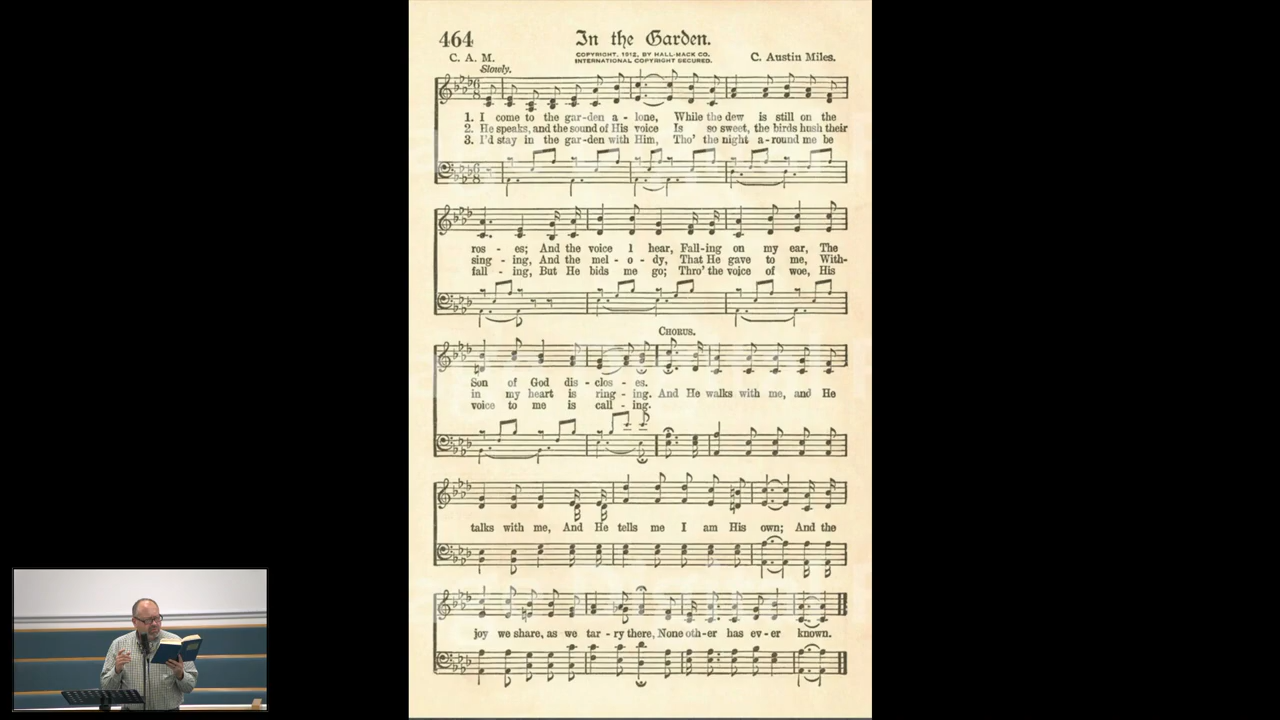 464
In the Garden.
COPYRIGHT, 1912, BY HALL-MACK CO.
INTERNATIONAL COPYRIGHT SECURED.
C. A. M.
C. Austin Miles.
Slowly.
1. I come to the gar-den a - lone, While the dew is still on the
2. He speaks, and the sound of His voice Is so sweet, the birds hush their
3. I'd stay in the gar-den with Him, Tho' the night a-round me be
ros - es; And the voice I hear, Fall-ing on my ear, The
sing - ing, And the mel - o - dy, That He gave to me, With-
fall - ing, But He bids me go; Thro' the voice of woe, His
CHORUS.
Son of God dis - clos - es.
in my heart is ring - ing. And He walks with me, and He
voice to me is call - ing.
talks with me, And He tells me I am His own; And the
joy we share, as we tar - ry there, None oth-er has ev-er known.